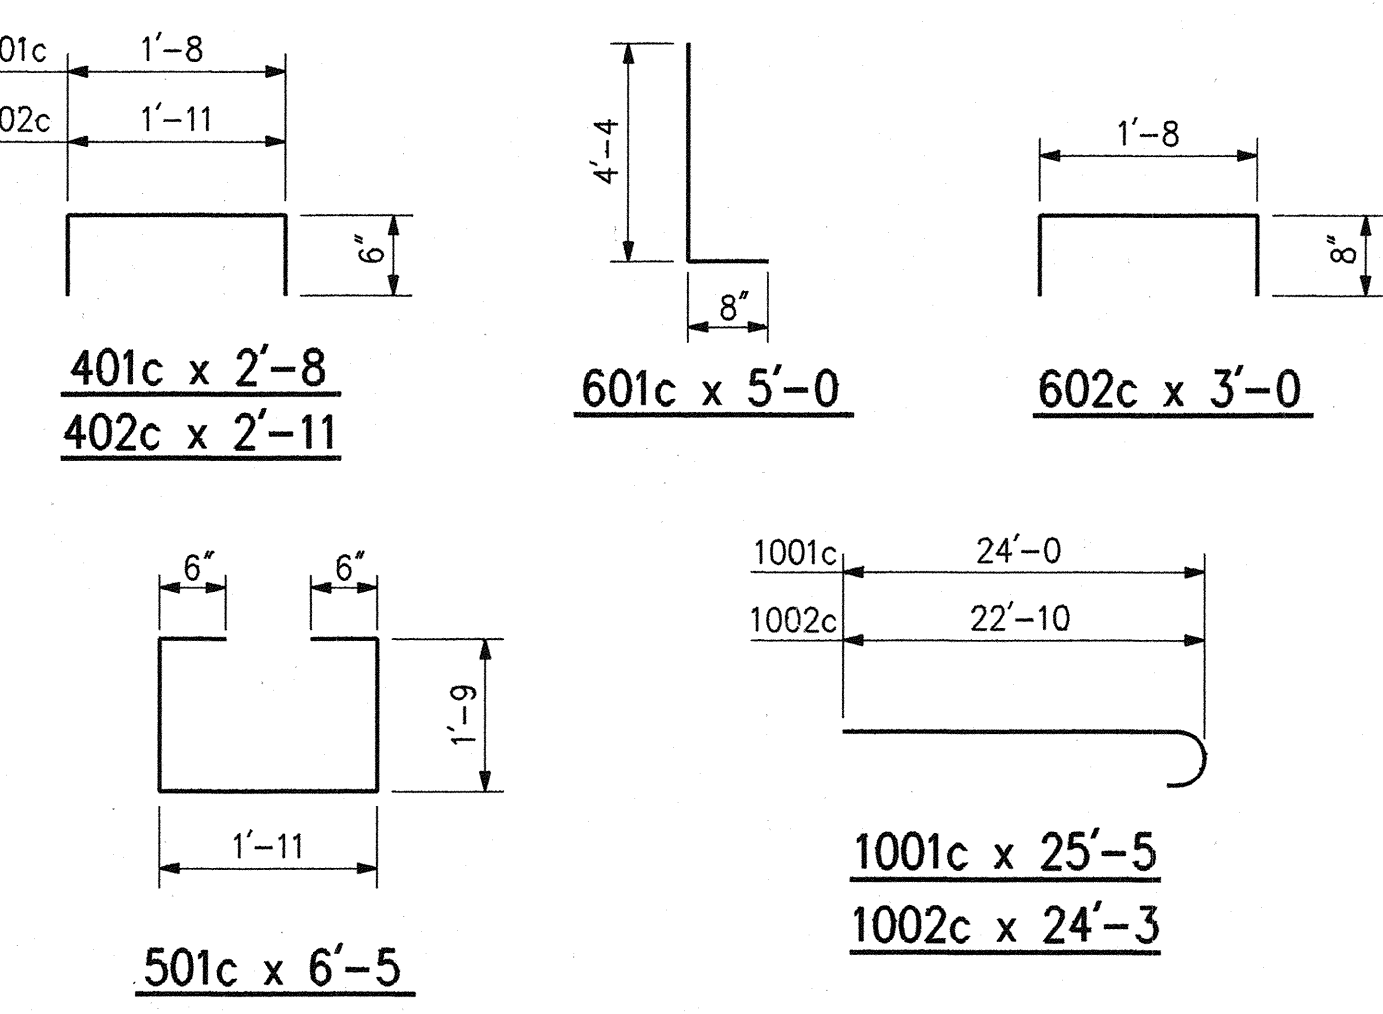 01c 1′-8
02c 1′-11
6″
401c x 2′-8
402c x 2′-11
4′-4
8″
601c x 5′-0
1′-8
8″
602c x 3′-0
6″ 6″
1′-9
1′-11
501c x 6′-5
1001c 24′-0
1002c 22′-10
1001c x 25′-5
1002c x 24′-3